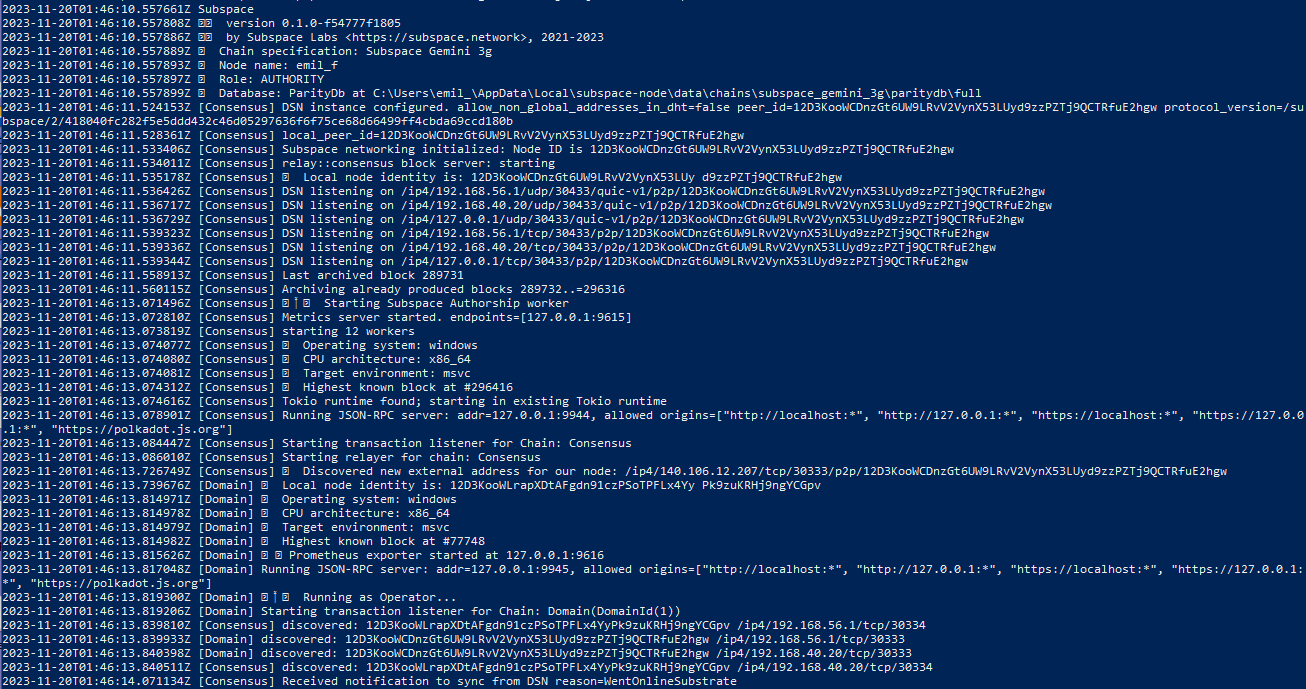 2023-11-20T01:46:10.557661Z Subspace
2023-11-20T01:46:10.557808Z version 0.1.0-f54777f1805
2023-11-20T01:46:10.557886Z by Subspace Labs <https://subspace.network>, 2021-2023
2023-11-20T01:46:10.557889Z Chain specification: Subspace Gemini 3g
2023-11-20T01:46:10.557893Z Node name: emil_f
2023-11-20T01:46:10.557897Z Role: AUTHORITY
2023-11-20T01:46:10.557899Z Database: ParityDb at C:\Users\emil_\AppData\Local\subspace-node\data\chains\subspace_gemini_3g\paritydb\full
2023-11-20T01:46:11.524153Z [Consensus] DSN instance configured. allow_non_global_addresses_in_dht=false peer_id=12D3KooWCDnzGt6UW9LRvV2VynX53LUyd9zzPZTj9QCTRfuE2hgw protocol_version=/su
bspace/2/418040fc282f5e5ddd432c46d05297636f6f75ce68d66499ff4cbda69ccd180b
2023-11-20T01:46:11.528361Z [Consensus] local_peer_id=12D3KooWCDnzGt6UW9LRvV2VynX53LUyd9zzPZTj9QCTRfuE2hgw
2023-11-20T01:46:11.533406Z [Consensus] Subspace networking initialized: Node ID is 12D3KooWCDnzGt6UW9LRvV2VynX53LUyd9zzPZTj9QCTRfuE2hgw
2023-11-20T01:46:11.534011Z [Consensus] relay::consensus block server: starting
2023-11-20T01:46:11.535178Z [Consensus] Local node identity is: 12D3KooWCDnzGt6UW9LRvV2VynX53LUy d9zzPZTj9QCTRfuE2hgw
2023-11-20T01:46:11.536426Z [Consensus] DSN listening on /ip4/192.168.56.1/udp/30433/quic-v1/p2p/12D3KooWCDnzGt6UW9LRvV2VynX53LUyd9zzPZTj9QCTRfuE2hgw
2023-11-20T01:46:11.536717Z [Consensus] DSN listening on /ip4/192.168.40.20/udp/30433/quic-v1/p2p/12D3KooWCDnzGt6UW9LRvV2VynX53LUyd9zzPZTj9QCTRfuE2hgw
2023-11-20T01:46:11.536729Z [Consensus] DSN listening on /ip4/127.0.0.1/udp/30433/quic-v1/p2p/12D3KooWCDnzGt6UW9LRvV2VynX53LUyd9zzPZTj9QCTRfuE2hgw
2023-11-20T01:46:11.539323Z [Consensus] DSN listening on /ip4/192.168.56.1/tcp/30433/p2p/12D3KooWCDnzGt6UW9LRvV2VynX53LUyd9zzPZTj9QCTRfuE2hgw
2023-11-20T01:46:11.539336Z [Consensus] DSN listening on /ip4/192.168.40.20/tcp/30433/p2p/12D3KooWCDnzGt6UW9LRvV2VynX53LUyd9zzPZTj9QCTRfuE2hgw
2023-11-20T01:46:11.539344Z [Consensus] DSN listening on /ip4/127.0.0.1/tcp/30433/p2p/12D3KooWCDnzGt6UW9LRvV2VynX53LUyd9zzPZTj9QCTRfuE2hgw
2023-11-20T01:46:11.558913Z [Consensus] Last archived block 289731
2023-11-20T01:46:11.560115Z [Consensus] Archiving already produced blocks 289732..=296316
2023-11-20T01:46:13.071496Z [Consensus] Starting Subspace Authorship worker
2023-11-20T01:46:13.072810Z [Consensus] Metrics server started. endpoints=[127.0.0.1:9615]
2023-11-20T01:46:13.073819Z [Consensus] starting 12 workers
2023-11-20T01:46:13.074077Z [Consensus] Operating system: windows
2023-11-20T01:46:13.074080Z [Consensus] CPU architecture: x86_64
2023-11-20T01:46:13.074081Z [Consensus] Target environment: msvc
2023-11-20T01:46:13.074312Z [Consensus] Highest known block at #296416
2023-11-20T01:46:13.074616Z [Consensus] Tokio runtime found; starting in existing Tokio runtime
2023-11-20T01:46:13.078901Z [Consensus] Running JSON-RPC server: addr=127.0.0.1:9944, allowed origins=["http://localhost:*", "http://127.0.0.1:*", "https://localhost:*", "https://127.0.0
.1:*", "https://polkadot.js.org"]
2023-11-20T01:46:13.084447Z [Consensus] Starting transaction listener for Chain: Consensus
2023-11-20T01:46:13.086010Z [Consensus] Starting relayer for chain: Consensus
2023-11-20T01:46:13.726749Z [Consensus] Discovered new external address for our node: /ip4/140.106.12.207/tcp/30333/p2p/12D3KooWCDnzGt6UW9LRvV2VynX53LUyd9zzPZTj9QCTRfuE2hgw
2023-11-20T01:46:13.739676Z [Domain] Local node identity is: 12D3KooWLrapXDtAFgdn91czPSoTPFLx4Yy Pk9zuKRHj9ngYCGpv
2023-11-20T01:46:13.814971Z [Domain] Operating system: windows
2023-11-20T01:46:13.814978Z [Domain] CPU architecture: x86_64
2023-11-20T01:46:13.814979Z [Domain] Target environment: msvc
2023-11-20T01:46:13.814982Z [Domain] Highest known block at #77748
2023-11-20T01:46:13.815626Z [Domain] Prometheus exporter started at 127.0.0.1:9616
2023-11-20T01:46:13.817048Z [Domain] Running JSON-RPC server: addr=127.0.0.1:9945, allowed origins=["http://localhost:*", "http://127.0.0.1:*", "https://localhost:*", "https://127.0.0.1:
*", "https://polkadot.js.org"]
2023-11-20T01:46:13.819300Z [Domain] Running as Operator...
2023-11-20T01:46:13.819206Z [Domain] Starting transaction listener for Chain: Domain(DomainId(1))
2023-11-20T01:46:13.839810Z [Consensus] discovered: 12D3KooWLrapXDtAFgdn91czPSoTPFLx4YyPk9zuKRHj9ngYCGpv /ip4/192.168.56.1/tcp/30334
2023-11-20T01:46:13.839933Z [Domain] discovered: 12D3KooWCDnzGt6UW9LRvV2VynX53LUyd9zzPZTj9QCTRfuE2hgw /ip4/192.168.56.1/tcp/30333
2023-11-20T01:46:13.840398Z [Domain] discovered: 12D3KooWCDnzGt6UW9LRvV2VynX53LUyd9zzPZTj9QCTRfuE2hgw /ip4/192.168.40.20/tcp/30333
2023-11-20T01:46:13.840511Z [Consensus] discovered: 12D3KooWLrapXDtAFgdn91czPSoTPFLx4YyPk9zuKRHj9ngYCGpv /ip4/192.168.40.20/tcp/30334
2023-11-20T01:46:14.071134Z [Consensus] Received notification to sync from DSN reason=WentOnlineSubstrate